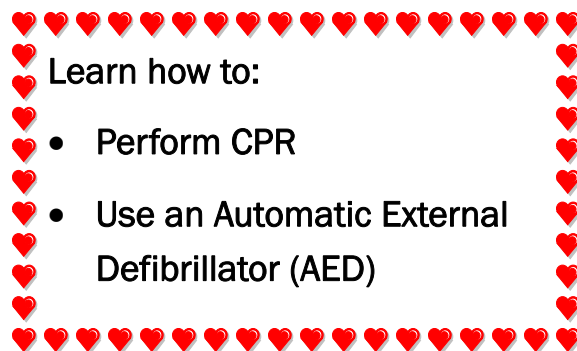 Learn how to:
• Perform CPR
• Use an Automatic External
Defibrillator (AED)